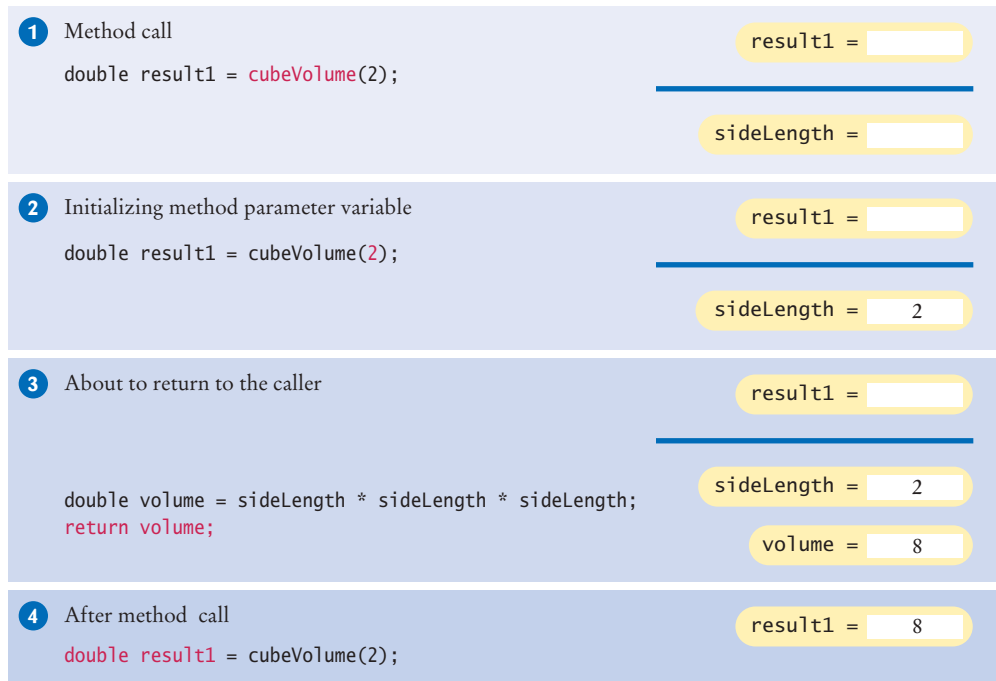 1 Method call
result1 =
double result1 = cubeVolume(2);
sideLength =
2 Initializing method parameter variable
result1 =
double result1 = cubeVolume(2);
sideLength = 2
3 About to return to the caller
result1 =
sideLength = 2
double volume = sideLength * sideLength * sideLength;
return volume;
volume = 8
4 After method call
result1 = 8
double result1 = cubeVolume(2);